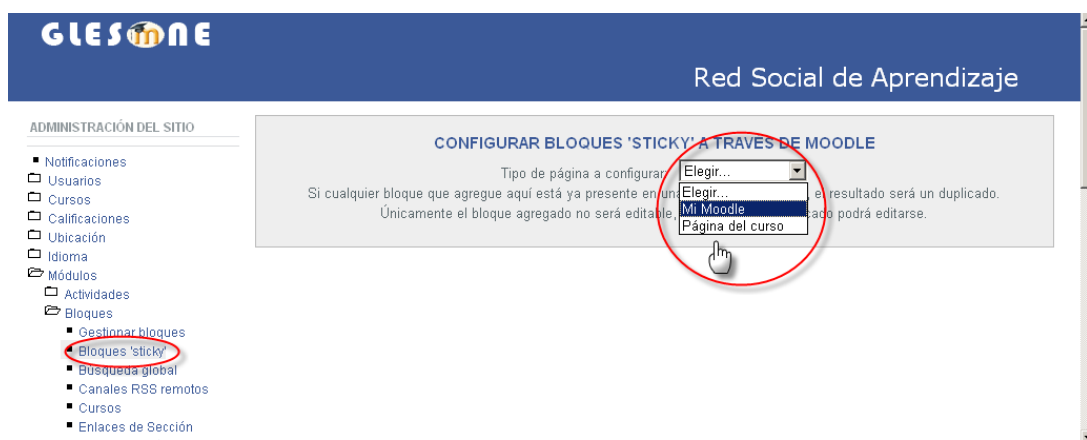 GLESONE
Red Social de Aprendizaje
ADMINISTRACIÓN DEL SITIO
Notificaciones
Usuarios
Cursos
Calificaciones
Ubicación
Idioma
Módulos
Actividades
Bloques
Gestionar bloques
Bloques 'sticky'
Búsqueda global
Canales RSS remotos
Cursos
Enlaces de Sección
CONFIGURAR BLOQUES 'STICKY' A TRAVES DE MOODLE
Tipo de página a configurar: Elegir...
Si cualquier bloque que agregue aquí está ya presente en el resultado será un duplicado.
Únicamente el bloque agregado no será editable, podrá editarse.
Elegir...
Mi Moodle
Página del curso